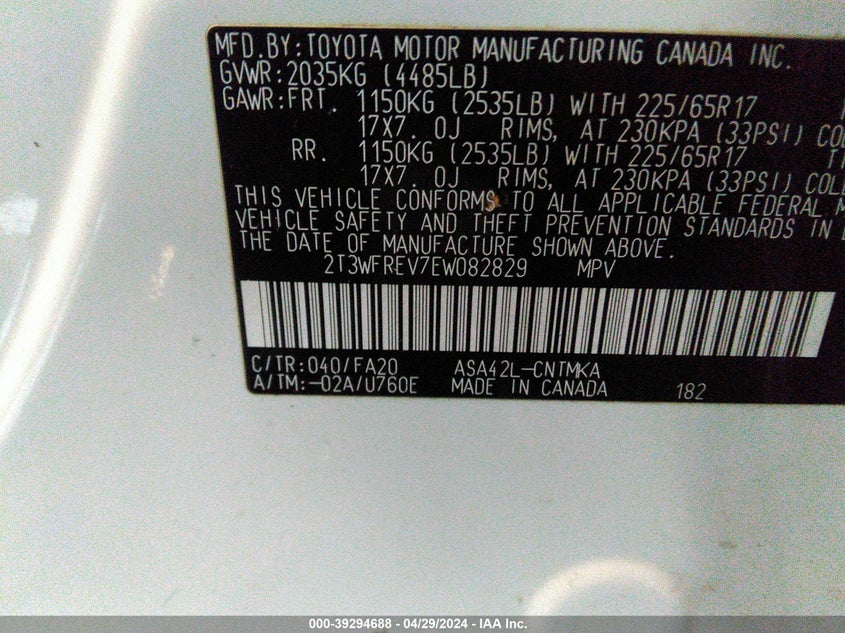 MFD.BY:TOYOTA MOTOR MANUFACTURING CANADA INC.
GVWR:2035KG (4485LB)
GAWR:FRT. 1150KG (2535LB) WITH 225/65R17
17X7. 0J RIMS, AT 230KPA (33PSI) COL
RR. 1150KG (2535LB) WITH 225/65R17
17X7. 0J RIMS, AT 230KPA (33PSI) COL
THIS VEHICLE CONFORMS TO ALL APPLICABLE FEDERAL M
VEHICLE SAFETY AND THEFT PREVENTION STANDARDS IN
THE DATE OF MANUFACTURE SHOWN ABOVE.
2T3WFREV7EW082829 MPV
C/TR:040/FA20 ASA42L-CNTMKA
A/TM:-02A/U760E MADE IN CANADA 182
000-39294688 - 04/29/2024 - IAA Inc.